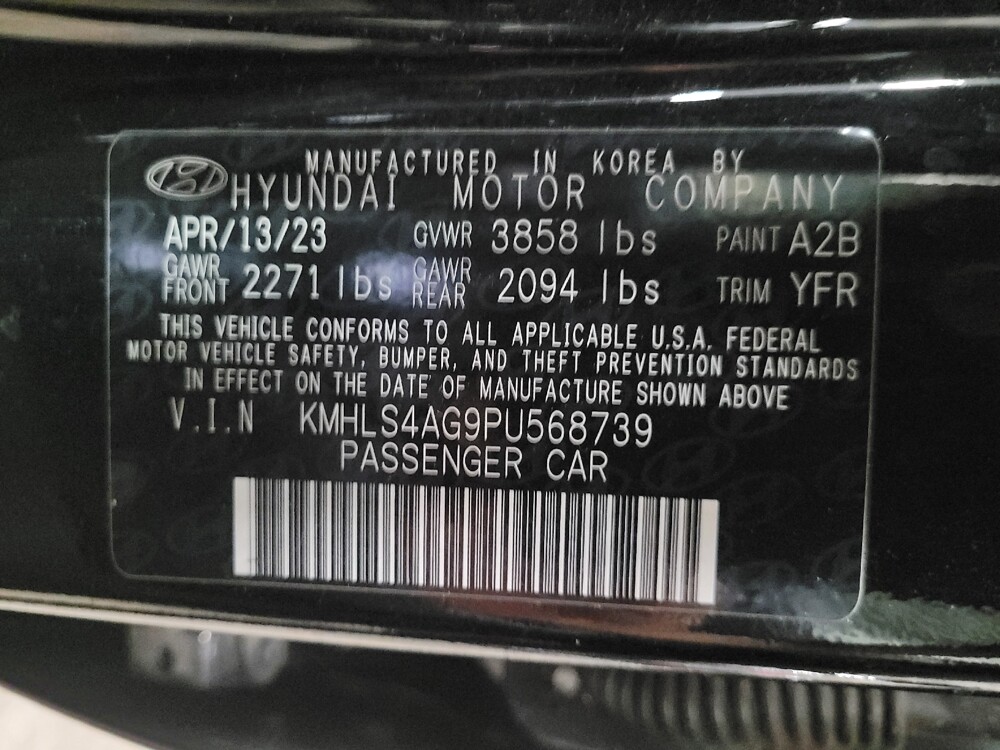 MANUFACTURED IN KOREA BY
HYUNDAI MOTOR COMPANY
APR/13/23 GVWR 3858 lbs PAINT A2B
GAWR FRONT 2271 lbs GAWR REAR 2094 lbs TRIM YFR
THIS VEHICLE CONFORMS TO ALL APPLICABLE U.S.A. FEDERAL
MOTOR VEHICLE SAFETY, BUMPER, AND THEFT PREVENTION STANDARDS
IN EFFECT ON THE DATE OF MANUFACTURE SHOWN ABOVE
V.I.N KMHLS4AG9PU568739
PASSENGER CAR